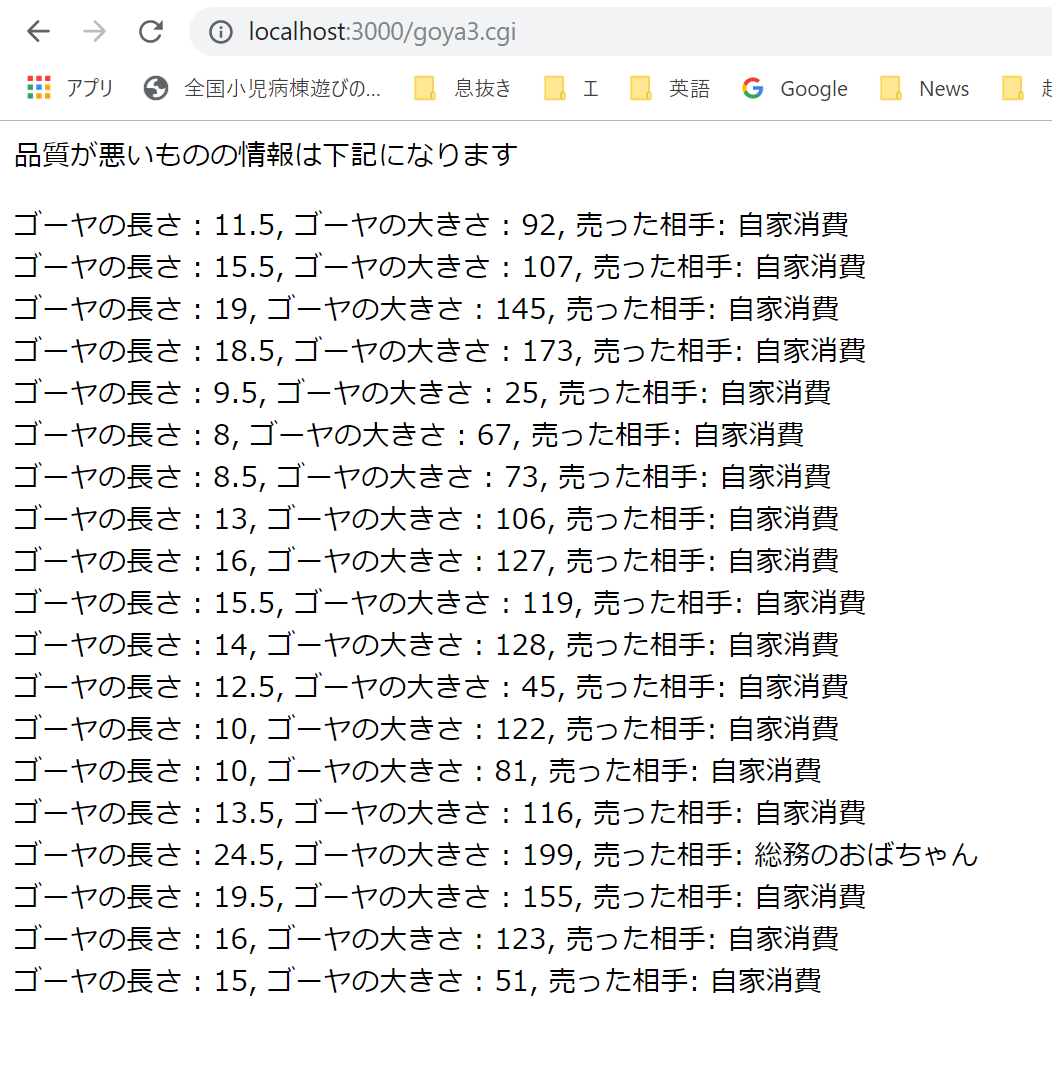 localhost:3000/goya3.cgi
アプリ 全国小児病棟遊びの... 息抜き エ 英語 Google News
品質が悪いものの情報は下記になります
ゴーヤの長さ : 11.5, ゴーヤの大きさ : 92, 売った相手: 自家消費
ゴーヤの長さ : 15.5, ゴーヤの大きさ : 107, 売った相手: 自家消費
ゴーヤの長さ : 19, ゴーヤの大きさ : 145, 売った相手: 自家消費
ゴーヤの長さ : 18.5, ゴーヤの大きさ : 173, 売った相手: 自家消費
ゴーヤの長さ : 9.5, ゴーヤの大きさ : 25, 売った相手: 自家消費
ゴーヤの長さ : 8, ゴーヤの大きさ : 67, 売った相手: 自家消費
ゴーヤの長さ : 8.5, ゴーヤの大きさ : 73, 売った相手: 自家消費
ゴーヤの長さ : 13, ゴーヤの大きさ : 106, 売った相手: 自家消費
ゴーヤの長さ : 16, ゴーヤの大きさ : 127, 売った相手: 自家消費
ゴーヤの長さ : 15.5, ゴーヤの大きさ : 119, 売った相手: 自家消費
ゴーヤの長さ : 14, ゴーヤの大きさ : 128, 売った相手: 自家消費
ゴーヤの長さ : 12.5, ゴーヤの大きさ : 45, 売った相手: 自家消費
ゴーヤの長さ : 10, ゴーヤの大きさ : 122, 売った相手: 自家消費
ゴーヤの長さ : 10, ゴーヤの大きさ : 81, 売った相手: 自家消費
ゴーヤの長さ : 13.5, ゴーヤの大きさ : 116, 売った相手: 自家消費
ゴーヤの長さ : 24.5, ゴーヤの大きさ : 199, 売った相手: 総務のおばちゃん
ゴーヤの長さ : 19.5, ゴーヤの大きさ : 155, 売った相手: 自家消費
ゴーヤの長さ : 16, ゴーヤの大きさ : 123, 売った相手: 自家消費
ゴーヤの長さ : 15, ゴーヤの大きさ : 51, 売った相手: 自家消費